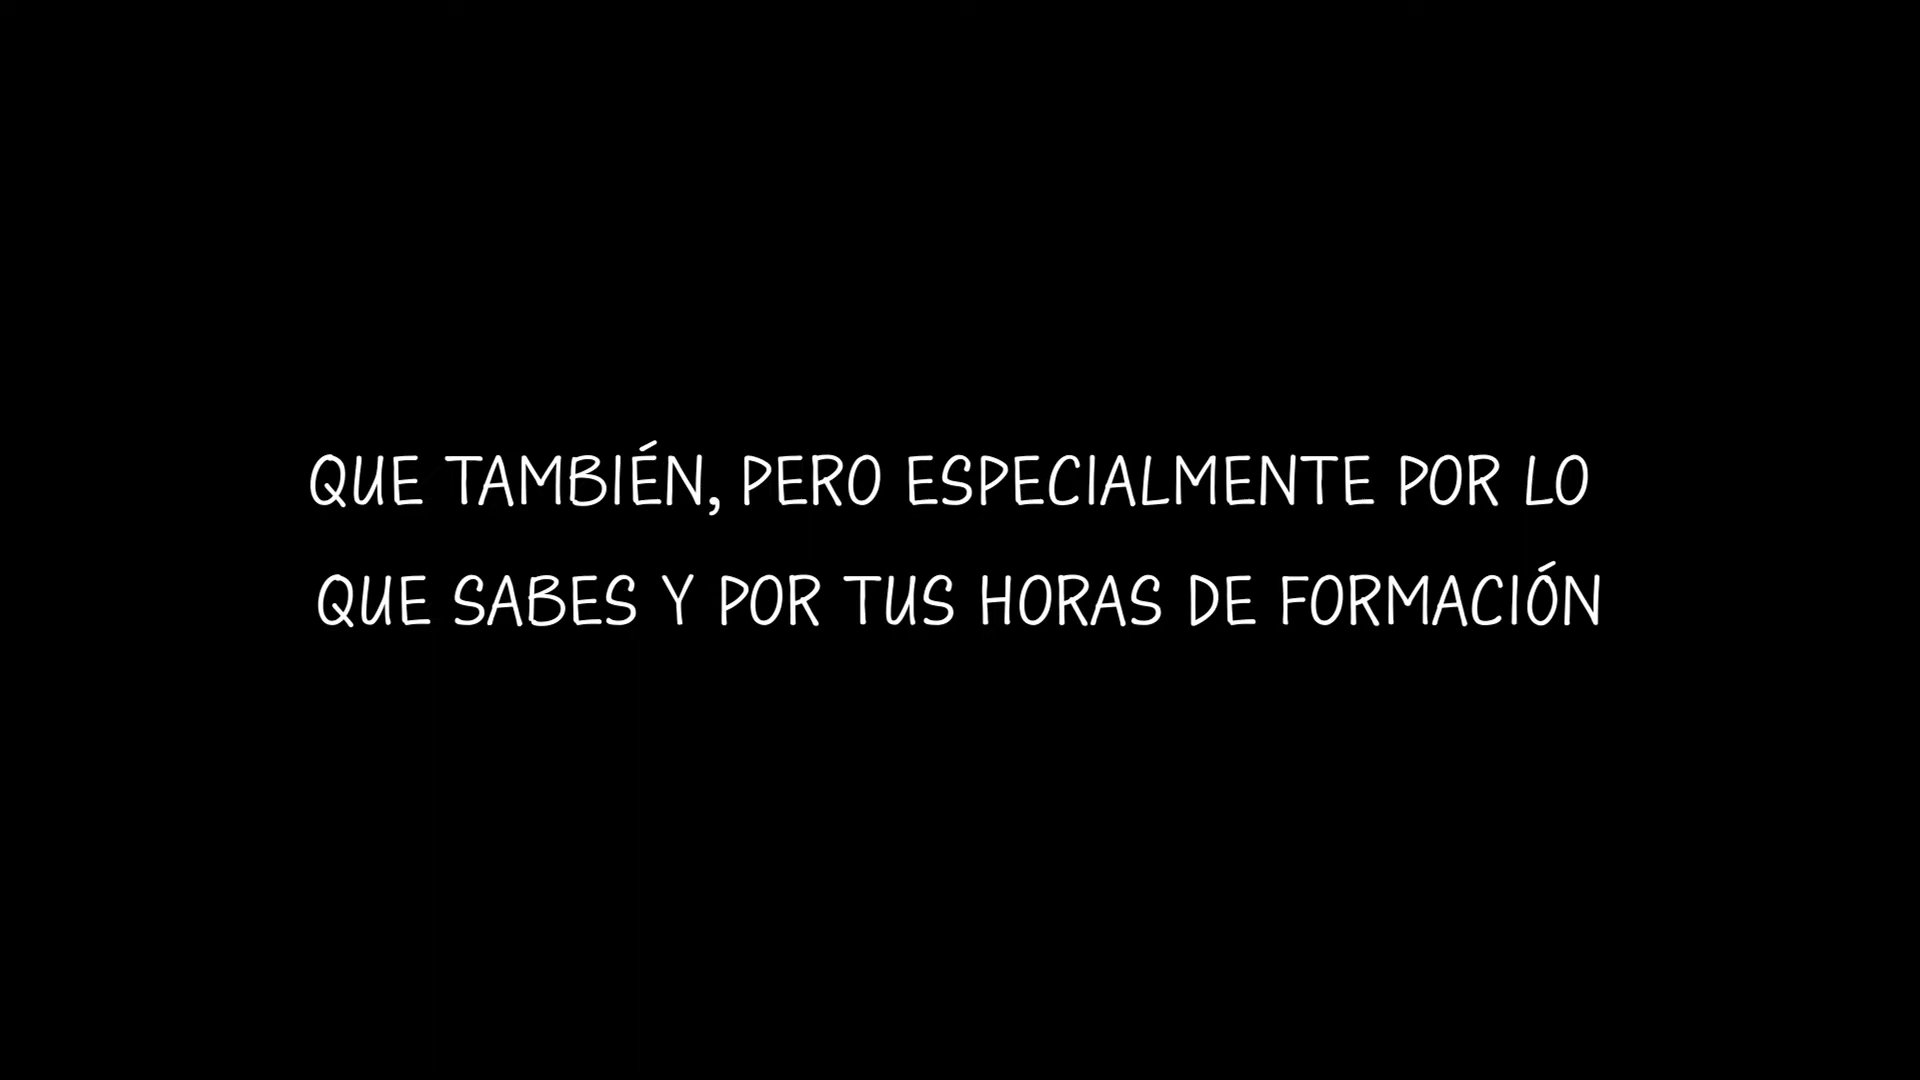 QUE TAMBIÉN, PERO ESPECIALMENTE POR LO
QUE SABES Y POR TUS HORAS DE FORMACIÓN